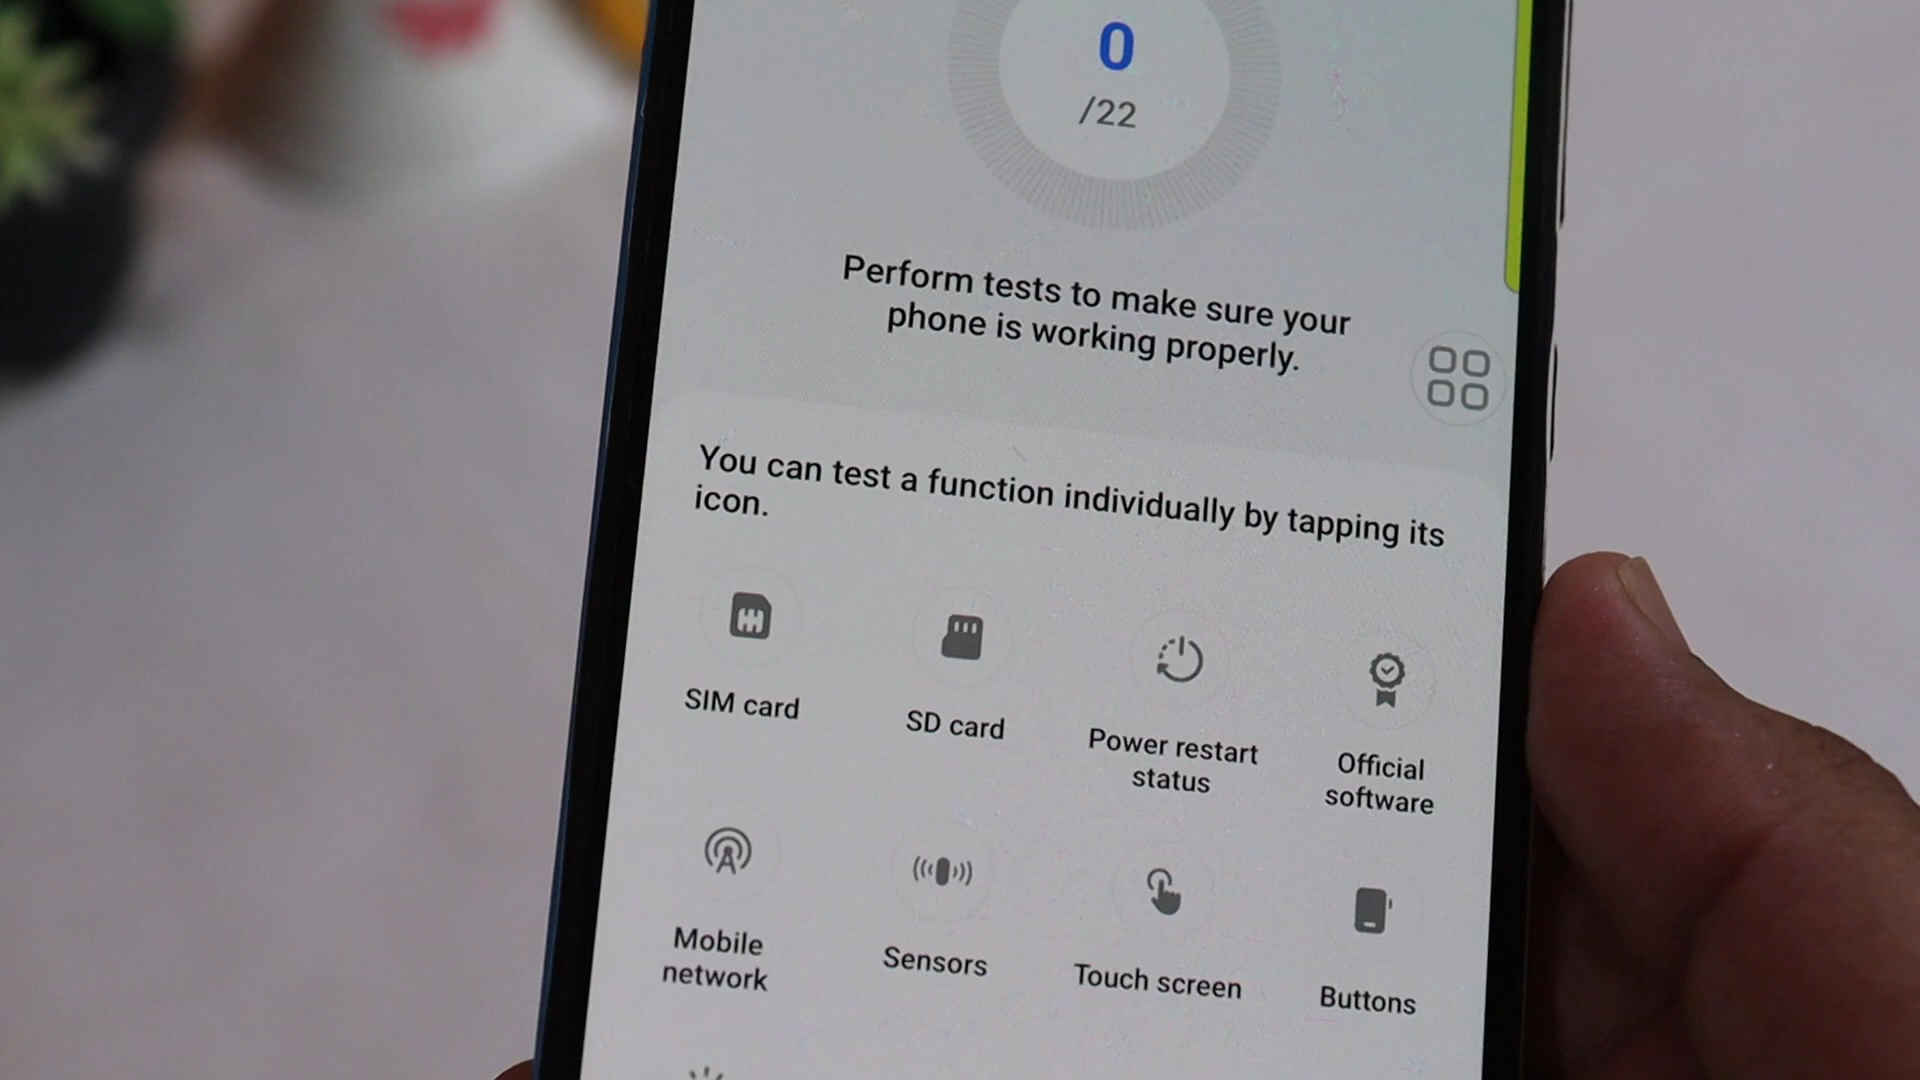 0
/22
Perform tests to make sure your
phone is working properly.
You can test a function individually by tapping its
icon.
SIM card
SD card
Power restart
status
Official
software
Mobile
network
Sensors
Touch screen
Buttons